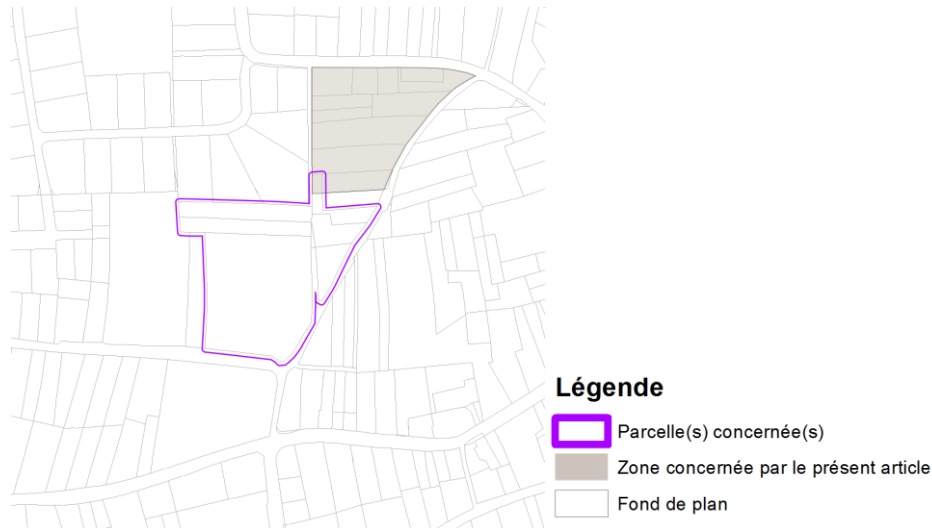 Légende
Parcelle(s) concernée(s)
Zone concernée par le présent article
Fond de plan